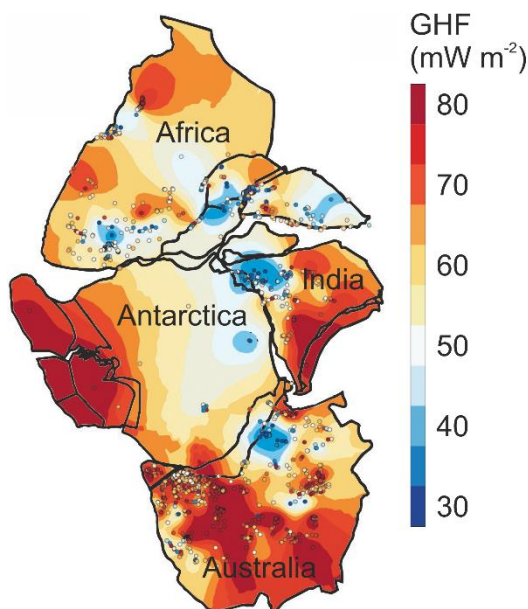 GHF
(mW m⁻²)
80
70
60
50
40
30
Africa
India
Antarctica
Australia